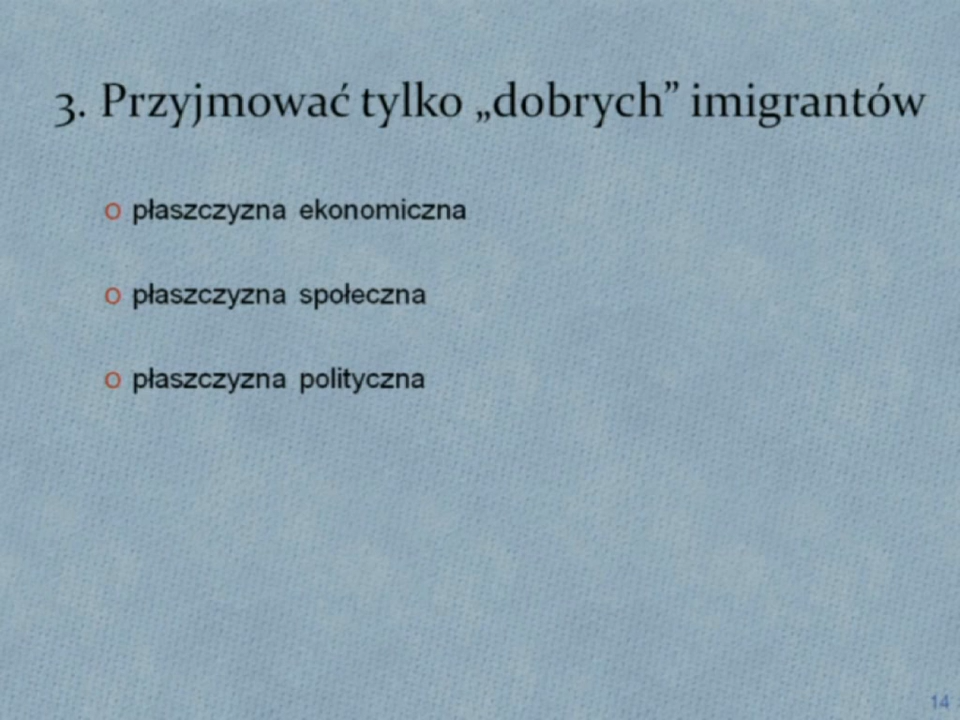 3. Przyjmować tylko „dobrych” imigrantów
o płaszczyzna ekonomiczna
o płaszczyzna społeczna
o płaszczyzna polityczna
14